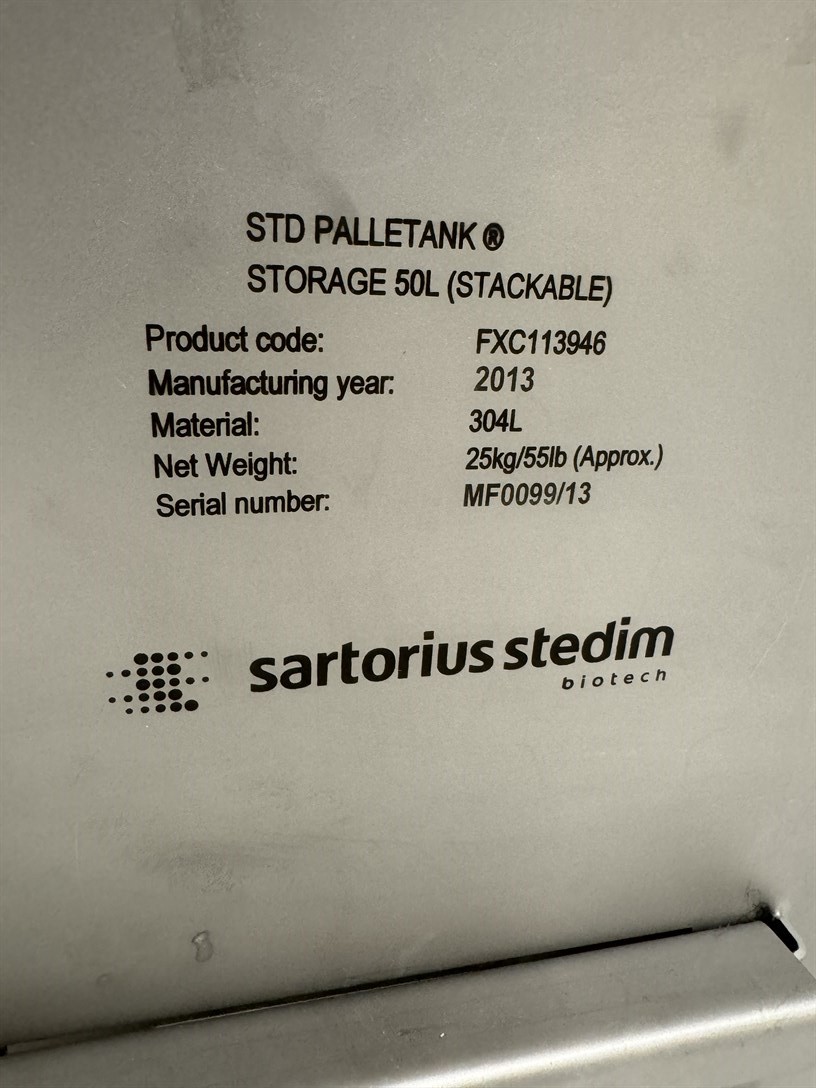 STD PALLETANK ®
STORAGE 50L (STACKABLE)
Product code: FXC113946
Manufacturing year: 2013
Material: 304L
Net Weight: 25kg/55lb (Approx.)
Serial number: MF0099/13
sartorius stedim
biotech